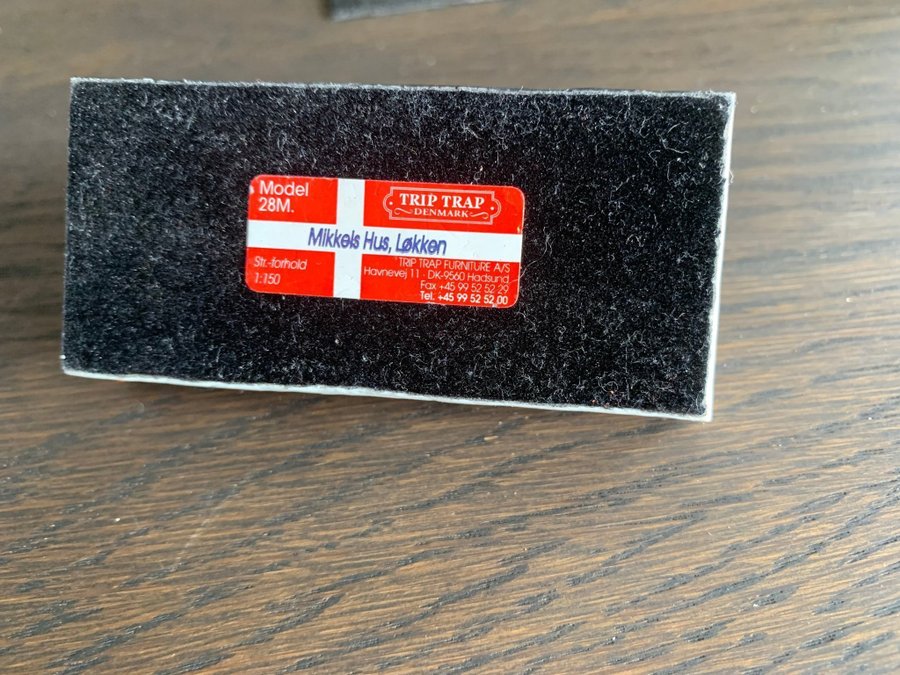 Model
28M.
TRIP TRAP
DENMARK
Mikkels Hus, Løkken
Str.-forhold
1:150
TRIP TRAP FURNITURE A/S
Havnevej 11 · DK-9560 Hadsund
Fax +45 99 52 52 29
Tel. +45 99 52 52 00